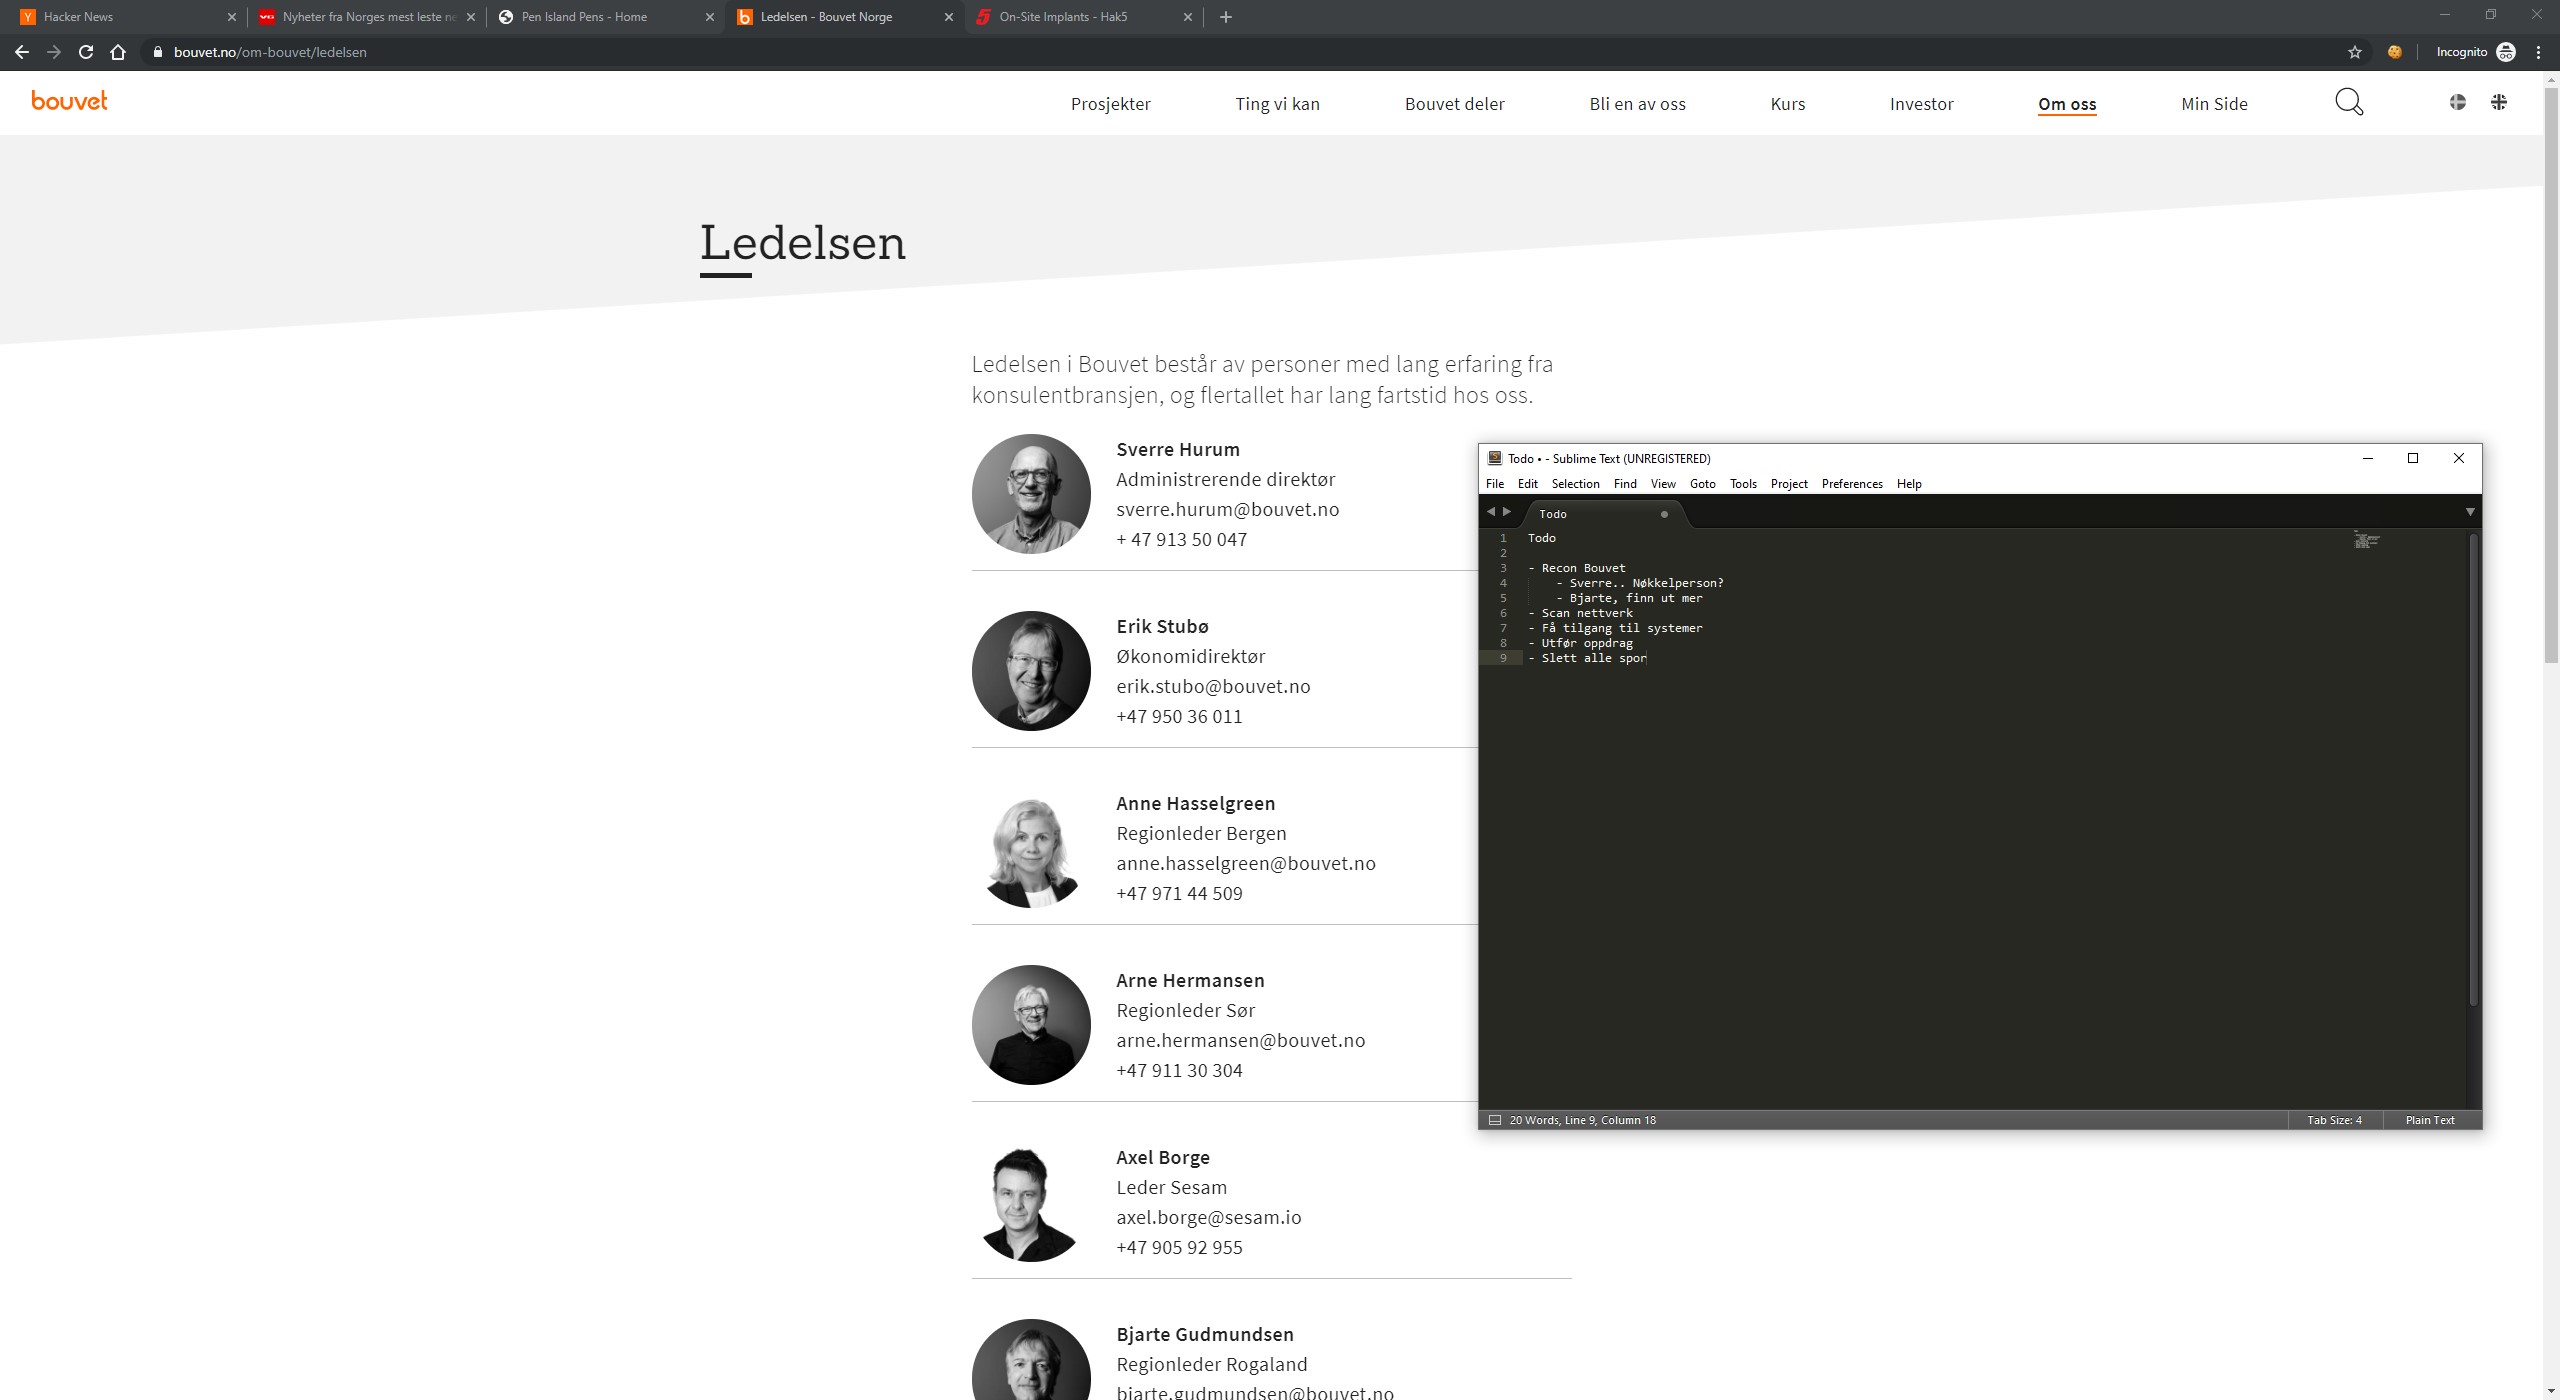 Hacker News
Nyheter fra Norges mest leste ne
Pen Island Pens - Home
Ledelsen - Bouvet Norge
On-Site Implants - Hak5
bouvet.no/om-bouvet/ledelsen
Incognito
bouvet
Prosjekter
Ting vi kan
Bouvet deler
Bli en av oss
Kurs
Investor
Om oss
Min Side
Ledelsen
Ledelsen i Bouvet består av personer med lang erfaring fra
konsulentbransjen, og flertallet har lang fartstid hos oss.
Sverre Hurum
Administrerende direktør
sverre.hurum@bouvet.no
+ 47 913 50 047
Erik Stubø
Økonomidirektør
erik.stubo@bouvet.no
+47 950 36 011
Anne Hasselgreen
Regionleder Bergen
anne.hasselgreen@bouvet.no
+47 971 44 509
Arne Hermansen
Regionleder Sør
arne.hermansen@bouvet.no
+47 911 30 304
Axel Borge
Leder Sesam
axel.borge@sesam.io
+47 905 92 955
Bjarte Gudmundsen
Regionleder Rogaland
bjarte.gudmundsen@bouvet.no
Todo • - Sublime Text (UNREGISTERED)
File Edit Selection Find View Goto Tools Project Preferences Help
Todo
1 Todo
2
3 - Recon Bouvet
4 - Sverre.. Nøkkelperson?
5 - Bjarte, finn ut mer
6 - Scan nettverk
7 - Få tilgang til systemer
8 - Utfør oppdrag
9 - Slett alle spor
20 Words, Line 9, Column 18
Tab Size: 4
Plain Text